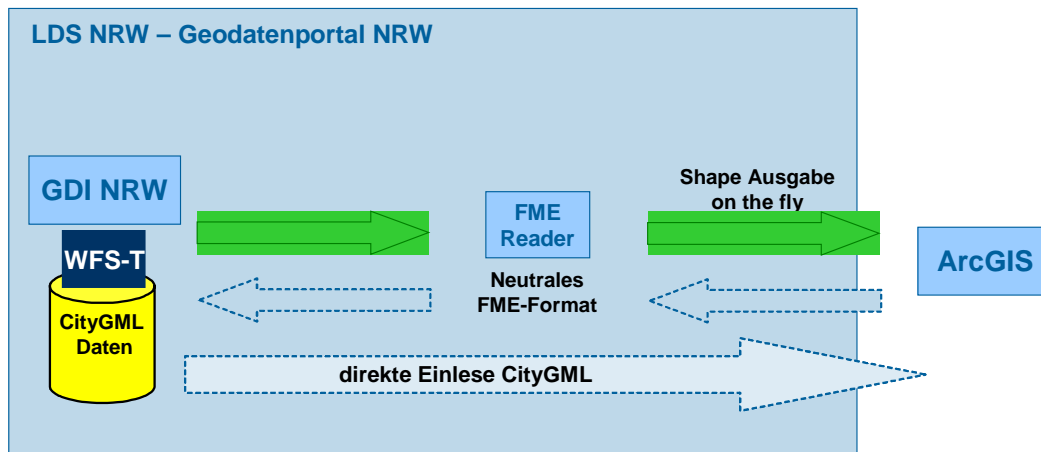 LDS NRW – Geodatenportal NRW
GDI NRW
WFS-T
CityGML
Daten
FME
Reader
Neutrales
FME-Format
Shape Ausgabe
on the fly
ArcGIS
direkte Einlese CityGML